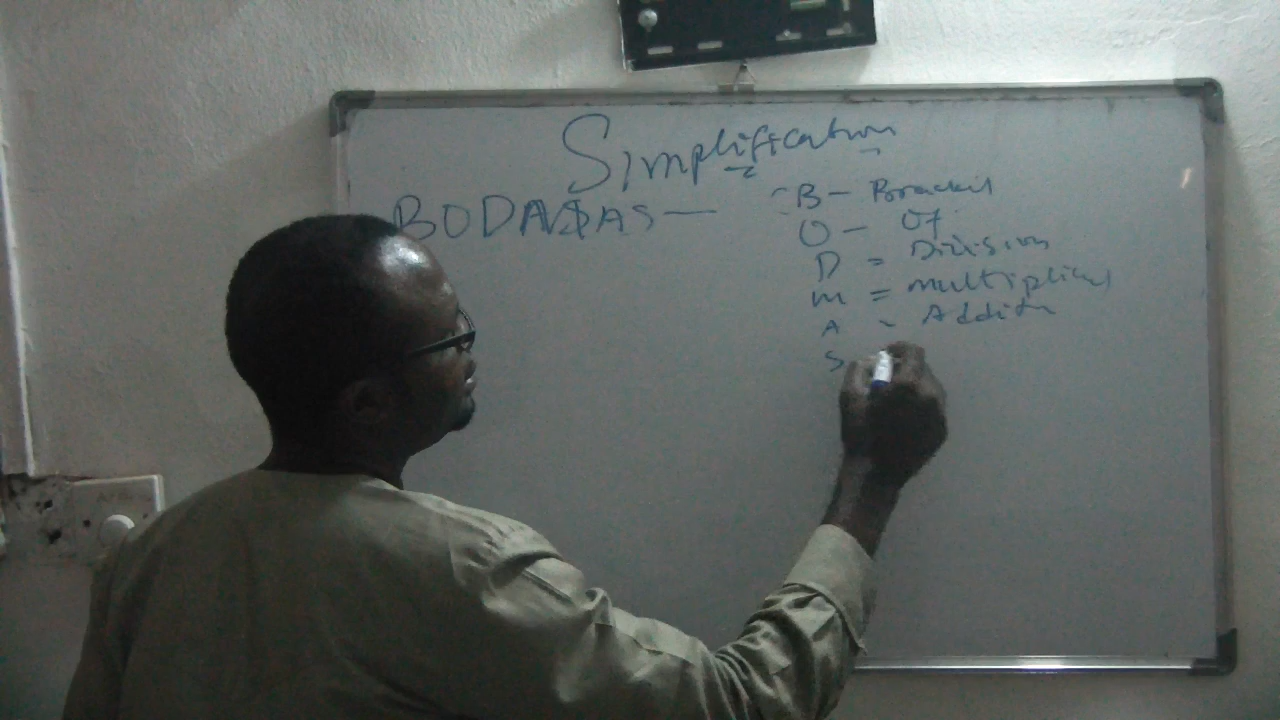 Simplification
BODMAS — B — Bracket
O — Of
D = Division
m = multiplication
A - Addition
S